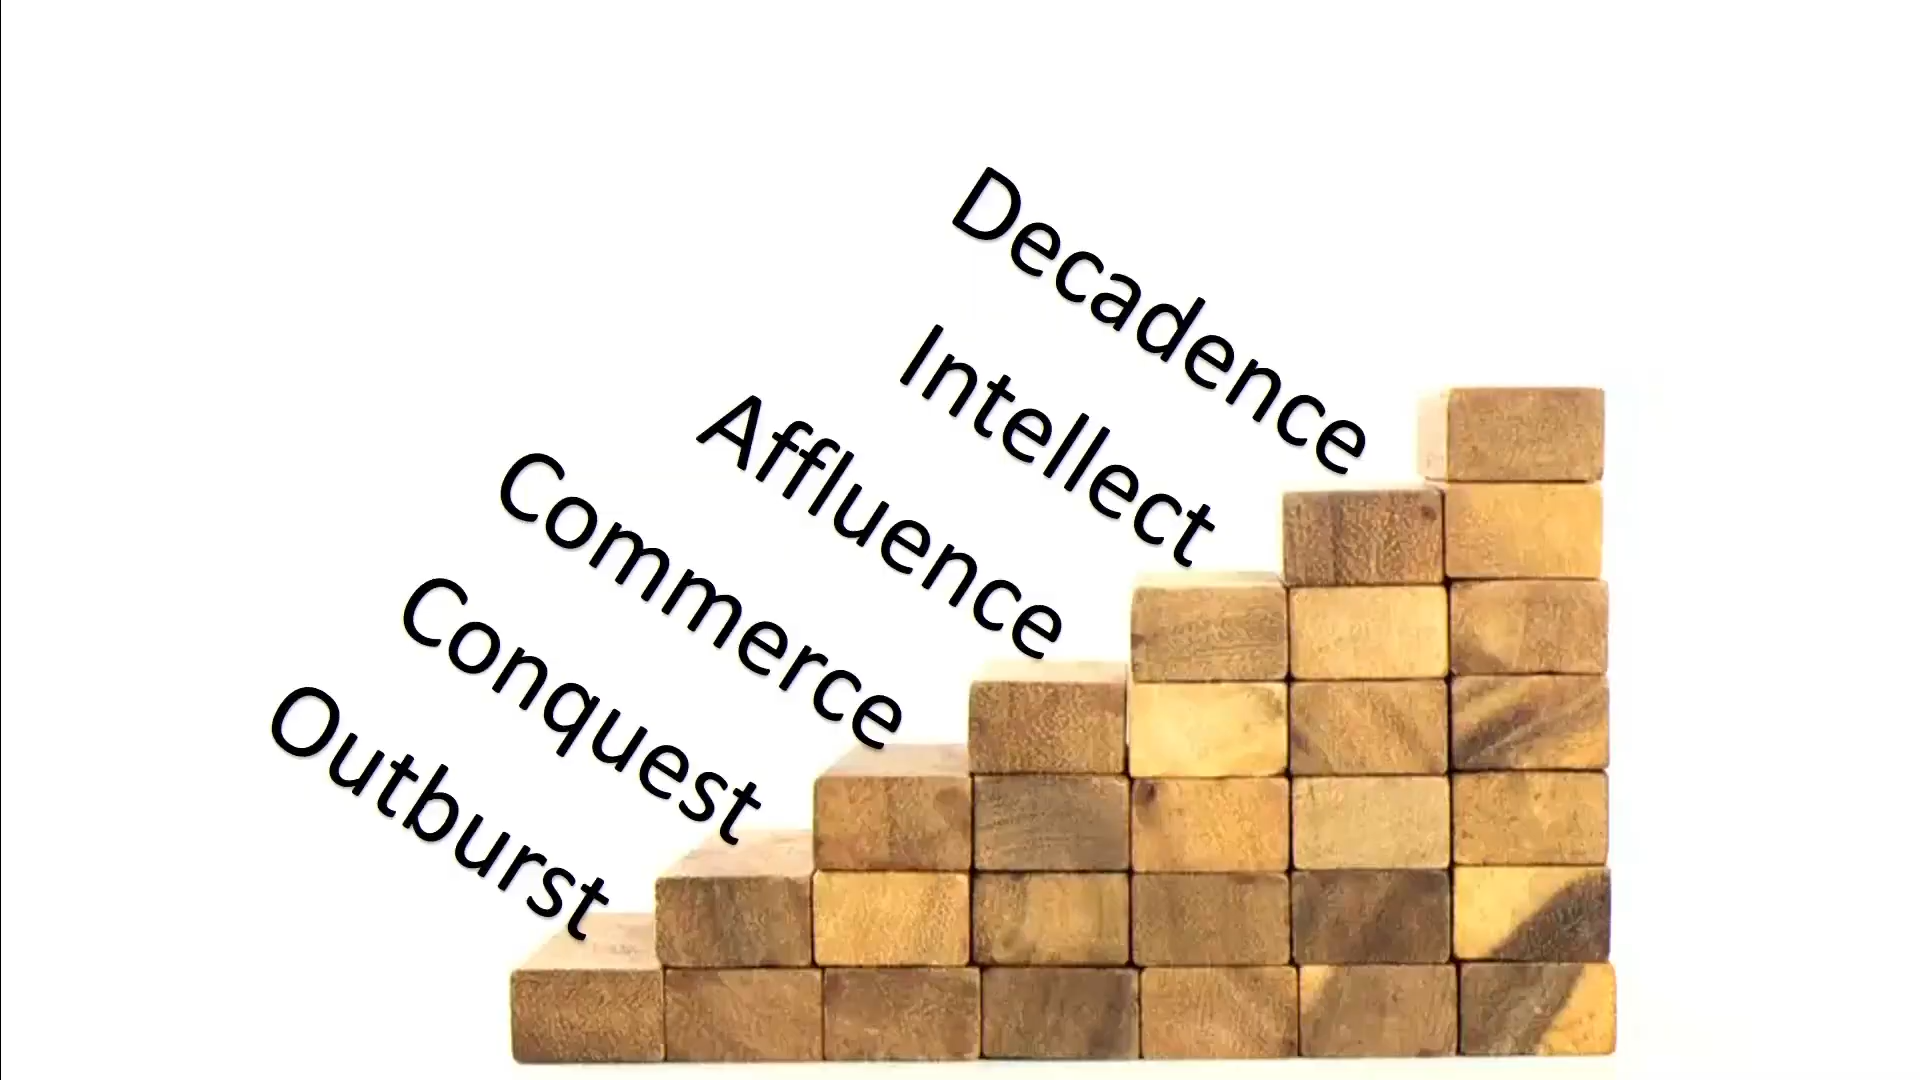 Decadence
Intellect
Affluence
Commerce
Conquest
Outburst